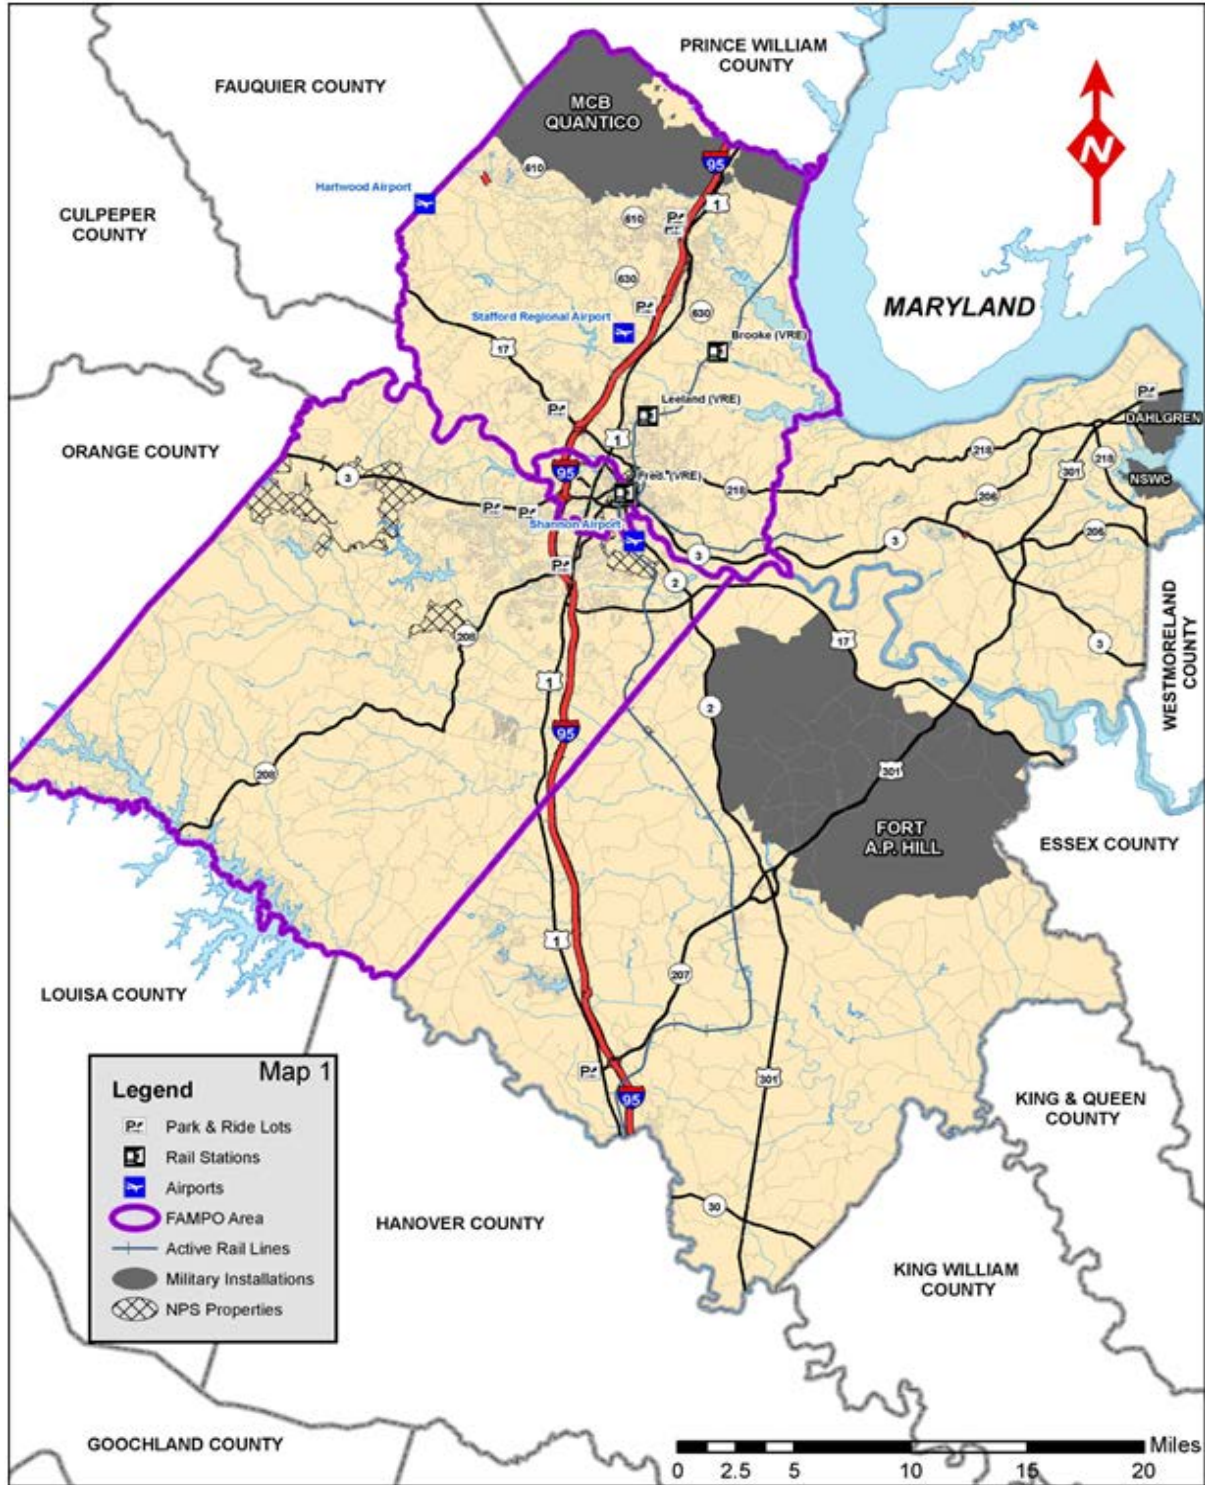 PRINCE WILLIAM
COUNTY
FAUQUIER COUNTY
MCB
QUANTICO
95
610
N
Hartwood Airport
1
CULPEPER
COUNTY
610
630
MARYLAND
Stafford Regional Airport
630
Brooke (VRE)
17
Leeland (VRE)
DAHLGREN
1
ORANGE COUNTY
218
301
218
95
3
Fred. (VRE)
218
NSWC
206
Shannon Airport
206
3
3
2
208
17
3
WESTMORELAND
COUNTY
1
2
95
208
301
FORT
A.P. HILL
ESSEX COUNTY
1
207
LOUISA COUNTY
Map 1
Legend
Park & Ride Lots
Rail Stations
Airports
FAMPO Area
Active Rail Lines
Military Installations
NPS Properties
301
95
KING & QUEEN
COUNTY
30
HANOVER COUNTY
KING WILLIAM
COUNTY
GOOCHLAND COUNTY
Miles
0 2.5 5 10 15 20